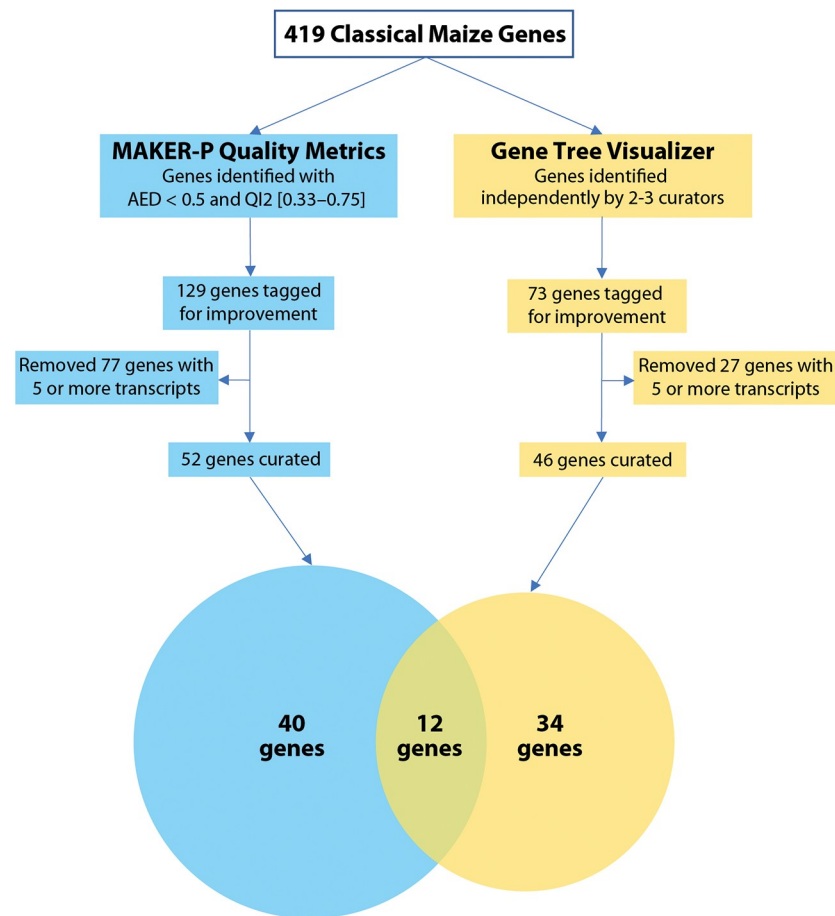 419 Classical Maize Genes
MAKER-P Quality Metrics
Genes identified with
AED < 0.5 and QI2 [0.33–0.75]
Gene Tree Visualizer
Genes identified
independently by 2-3 curators
129 genes tagged
for improvement
73 genes tagged
for improvement
Removed 77 genes with
5 or more transcripts
Removed 27 genes with
5 or more transcripts
52 genes curated
46 genes curated
40
genes
12
genes
34
genes